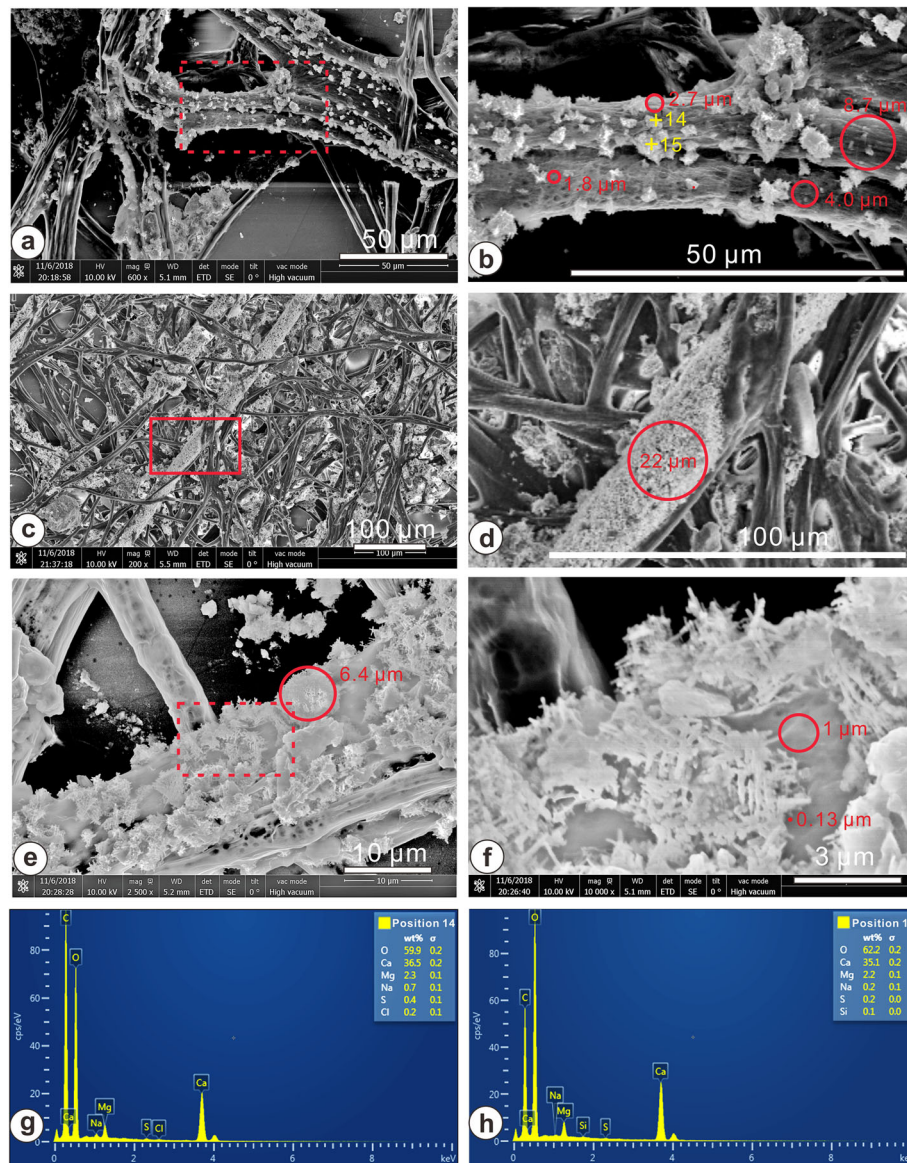 50 µm
a
11/6/2018 HV mag WD det mode tilt vac mode 50 µm
20:18:58 10.00 kV 600 x 5.1 mm ETD SE 0 ° High vacuum
2.7 µm
14
15
8.7 µm
1.8 µm
4.0 µm
50 µm
b
100 µm
c
11/6/2018 HV mag WD det mode tilt vac mode 100 µm
21:37:18 10.00 kV 200 x 5.5 mm ETD SE 0 ° High vacuum
22 µm
100 µm
d
6.4 µm
10 µm
e
11/6/2018 HV mag WD det mode tilt vac mode 10 µm
20:28:28 10.00 kV 2 500 x 5.2 mm ETD SE 0 ° High vacuum
1 µm
0.13 µm
3 µm
f
11/6/2018 HV mag WD det mode tilt vac mode
20:26:40 10.00 kV 10 000 x 5.1 mm ETD SE 0 ° High vacuum
Position 14
wt% σ
O 59.9 0.2
Ca 36.5 0.2
Mg 2.3 0.1
Na 0.7 0.1
S 0.4 0.1
Cl 0.2 0.1
cps/eV
80
60
40
20
0
C
O
Ca
Na
Mg
S
Cl
Ca
0 2 4 6 8 keV
g
Position 1
wt% σ
O 62.2 0.2
Ca 35.1 0.2
Mg 2.2 0.1
Na 0.2 0.1
S 0.2 0.0
Si 0.1 0.0
cps/eV
80
60
40
20
0
O
C
Ca
Na
Mg
Si
S
Ca
0 2 4 6 8 ke
h